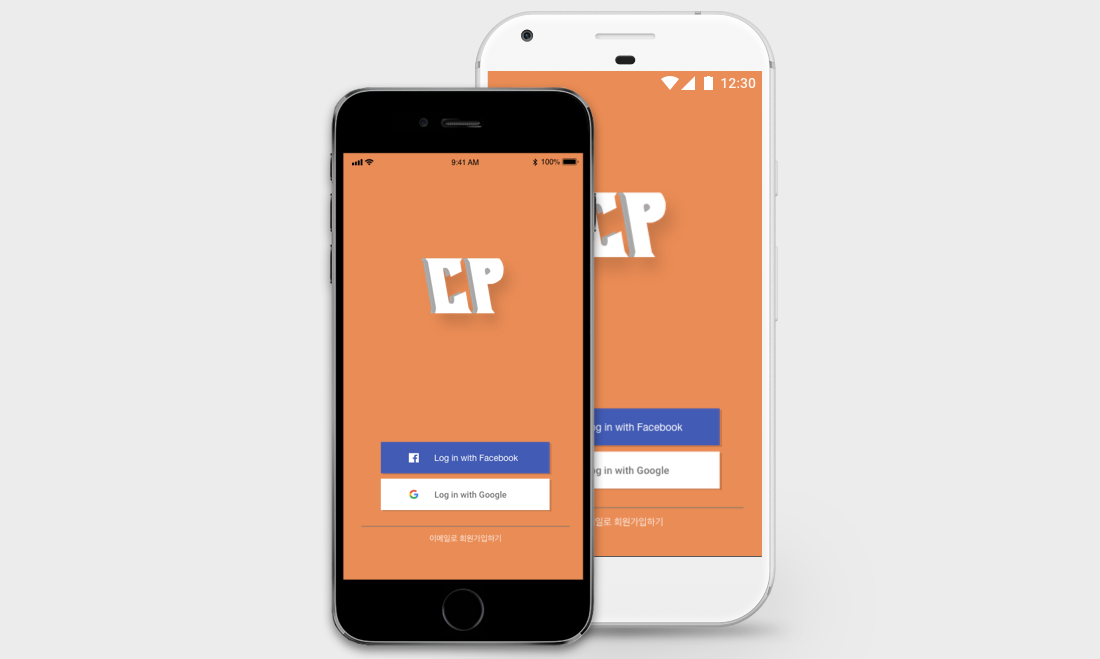 9:41 AM
100%
CP
Log in with Facebook
Log in with Google
이메일로 회원가입하기
12:30
CP
og in with Facebook
og in with Google
일로 회원가입하기